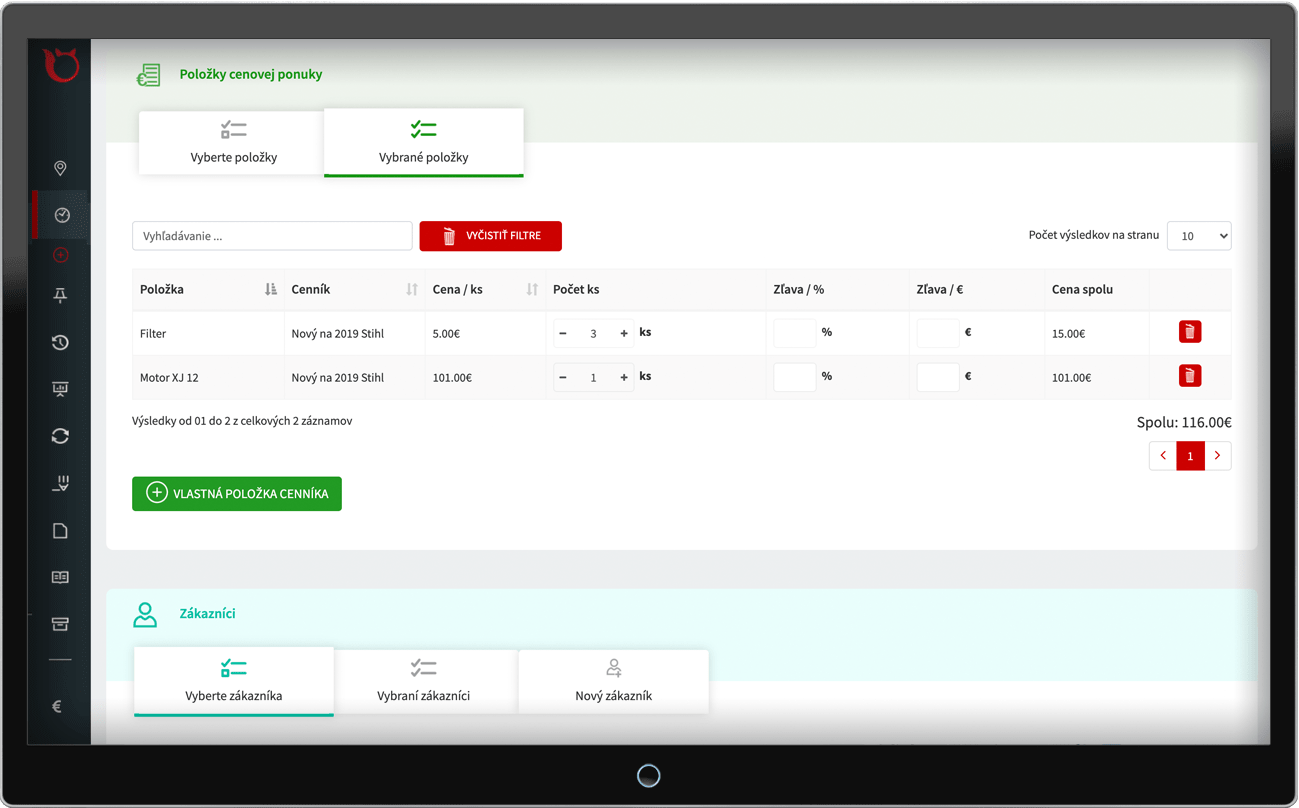 Položky cenovej ponuky
Vyberte položky
Vybrané položky
Vyhľadávanie ...
VYČISTIŤ FILTRE
Počet výsledkov na stranu
10
Položka Cenník Cena / ks Počet ks Zľava / % Zľava / € Cena spolu
Filter Nový na 2019 Stihl 5.00€ − 3 + ks % € 15.00€
Motor XJ 12 Nový na 2019 Stihl 101.00€ − 1 + ks % € 101.00€
Výsledky od 01 do 2 z celkových 2 záznamov
Spolu: 116.00€
< 1 >
VLASTNÁ POLOŽKA CENNÍKA
Zákazníci
Vyberte zákazníka
Vybraní zákazníci
Nový zákazník
€